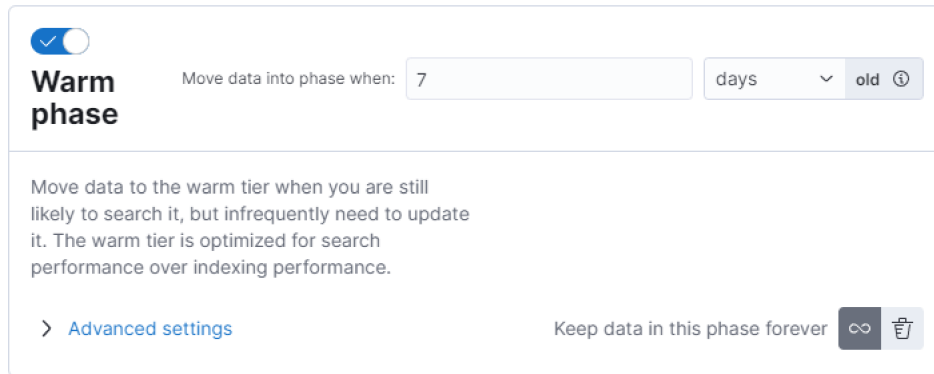 Warm
phase
Move data into phase when:
7
days
old
Move data to the warm tier when you are still
likely to search it, but infrequently need to update
it. The warm tier is optimized for search
performance over indexing performance.
Advanced settings
Keep data in this phase forever